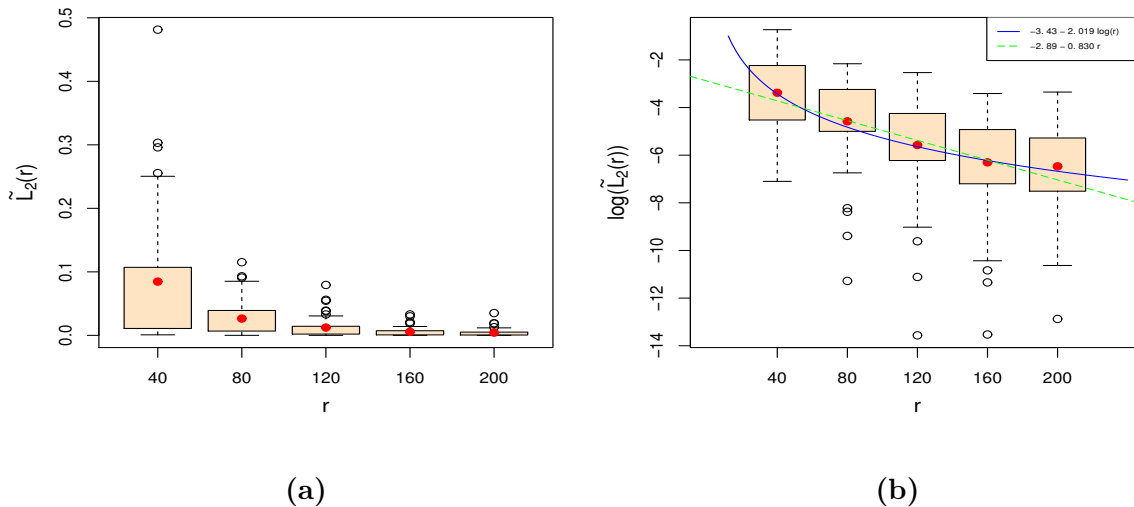 0.5
0.4
0.3
0.2
0.1
0.0
L̃₂(r)
40 80 120 160 200
r
(a)
−3. 43 − 2. 019 log(r)
−2. 89 − 0. 830 r
−2
−4
−6
−8
−10
−12
−14
log(L̃₂(r))
40 80 120 160 200
r
(b)